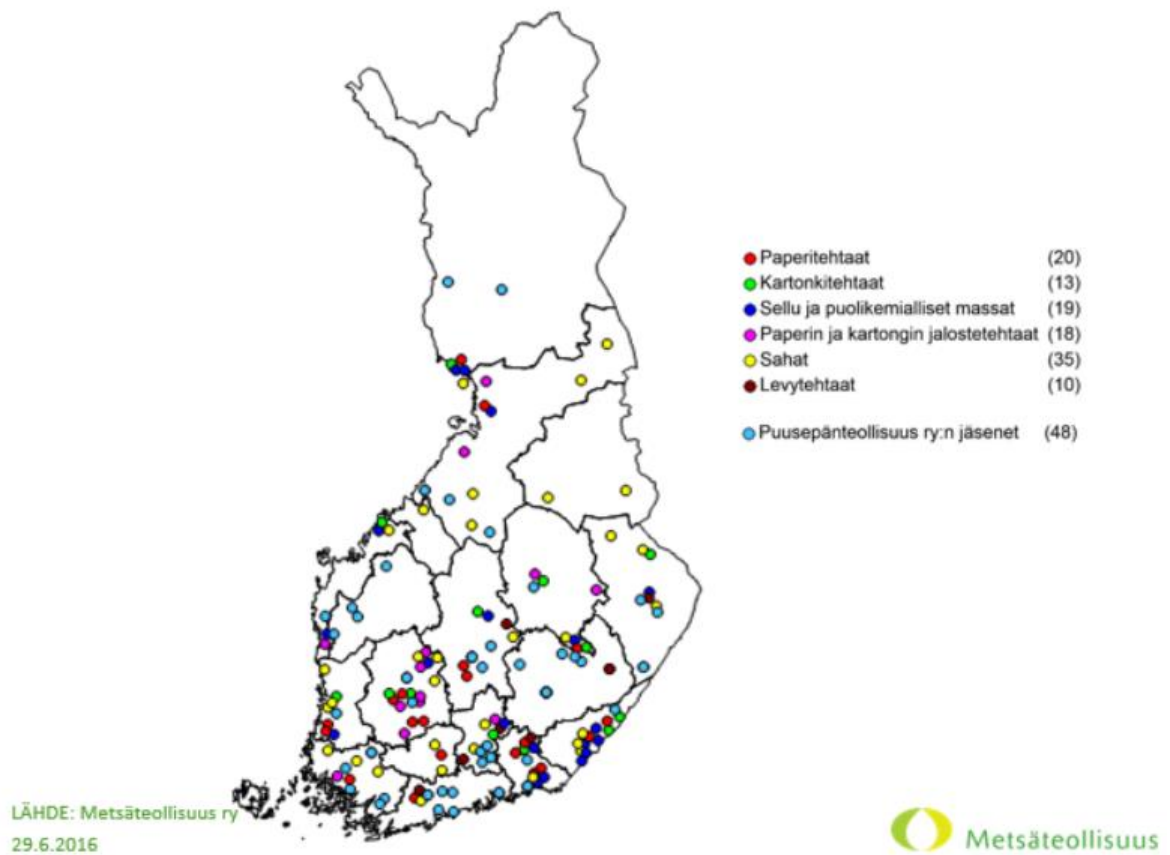 Paperitehtaat (20)
Kartonkitehtaat (13)
Sellu ja puolikemialliset massat (19)
Paperin ja kartongin jalostetehtaat (18)
Sahat (35)
Levytehtaat (10)
Puusepänteollisuus ry:n jäsenet (48)
LÄHDE: Metsäteollisuus ry
29.6.2016
Metsäteollisuus